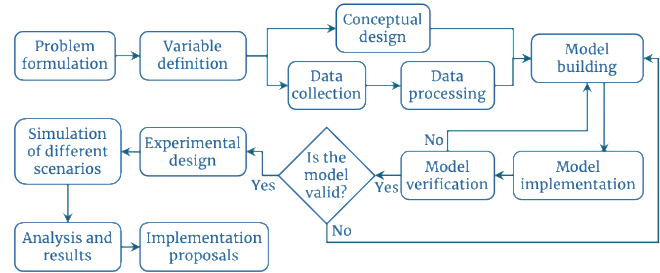 Problem
formulation
Variable
definition
Conceptual
design
Data
collection
Data
processing
Model
building
Simulation
of different
scenarios
Experimental
design
Yes
Is the
model
valid?
Yes
No
Model
verification
No
Model
implementation
Analysis and
results
Implementation
proposals